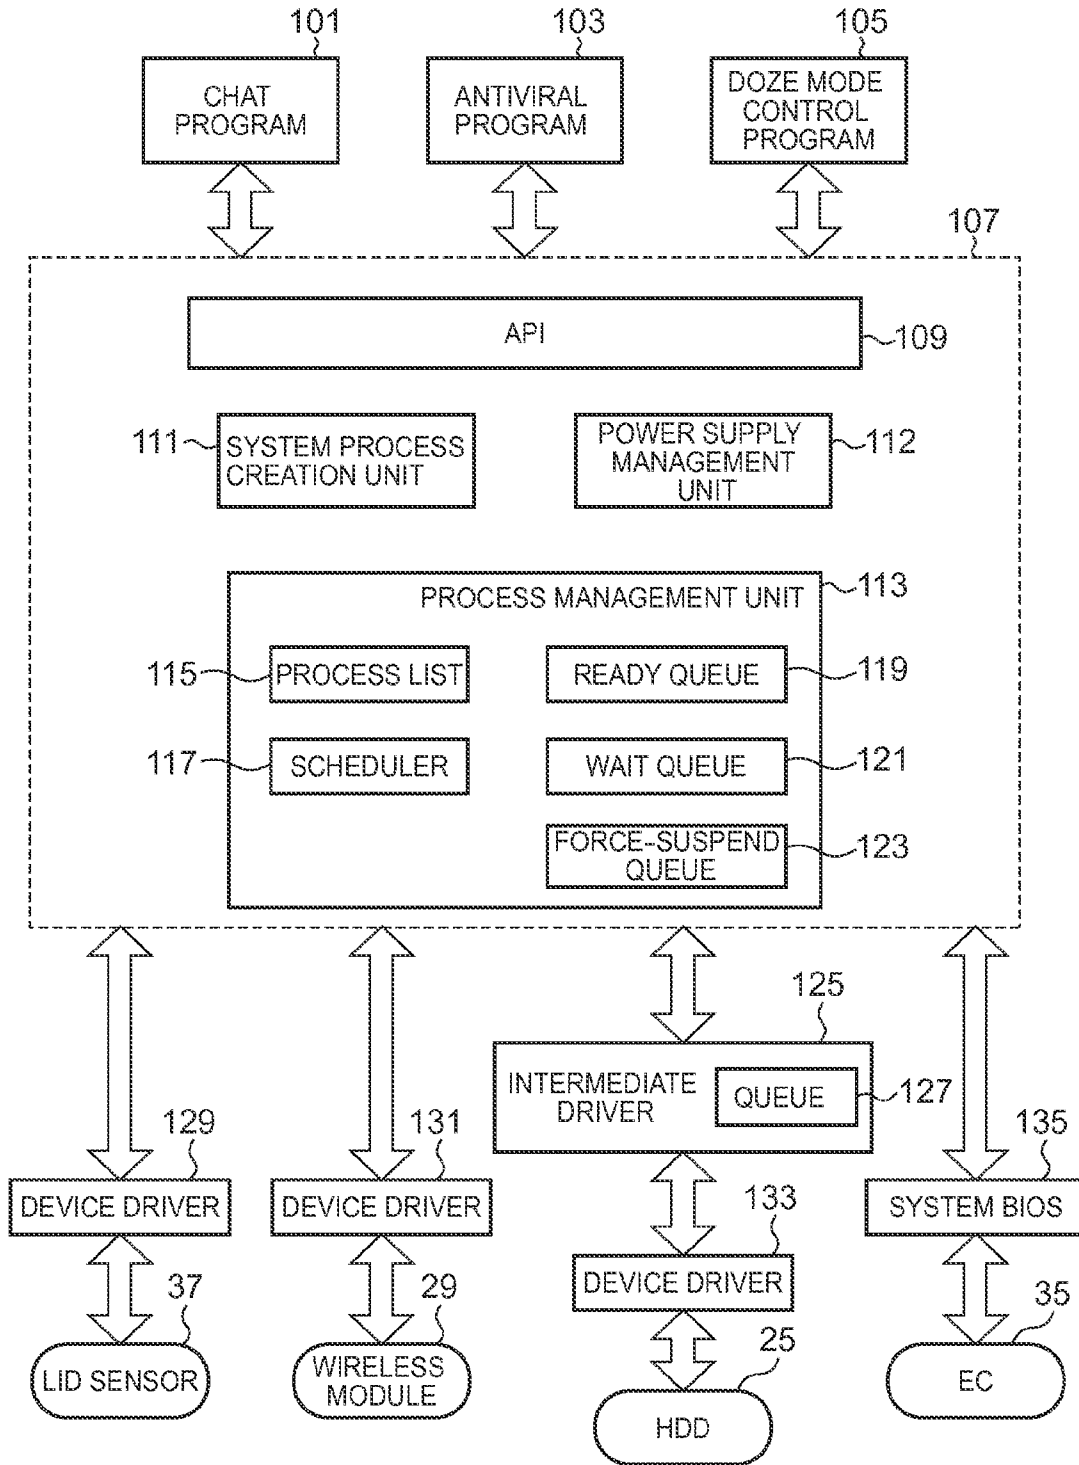 101
103
105
CHAT
PROGRAM
ANTIVIRAL
PROGRAM
DOZE MODE
CONTROL
PROGRAM
107
API
109
111
SYSTEM PROCESS
CREATION UNIT
POWER SUPPLY
MANAGEMENT
UNIT
112
PROCESS MANAGEMENT UNIT
113
115
PROCESS LIST
READY QUEUE
119
117
SCHEDULER
WAIT QUEUE
121
FORCE-SUSPEND
QUEUE
123
125
INTERMEDIATE
DRIVER
QUEUE
127
129
DEVICE DRIVER
131
DEVICE DRIVER
133
DEVICE DRIVER
135
SYSTEM BIOS
37
LID SENSOR
29
WIRELESS
MODULE
25
HDD
35
EC